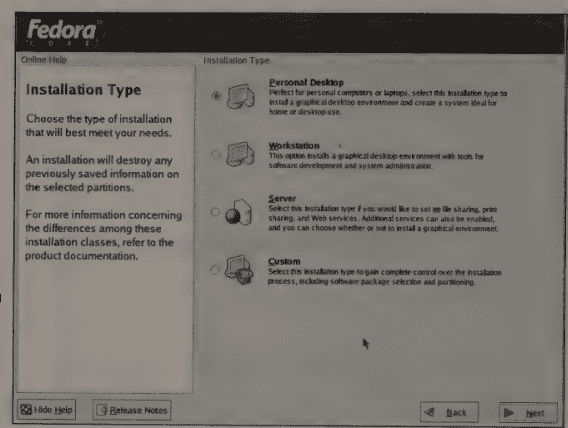 Fedora
CORE
Online Help
Installation Type
Installation Type
Choose the type of installation
that will best meet your needs.
An installation will destroy any
previously saved information on
the selected partitions.
For more information concerning
the differences among these
installation classes, refer to the
product documentation.
Personal Desktop
Perfect for personal computers or laptops, select this installation type to
install a graphical desktop environment and create a system ideal for
home or desktop use.
Workstation
This option installs a graphical desktop environment with tools for
software development and system administration.
Server
Select this installation type if you would like to set up file sharing, print
sharing, and Web services. Additional services can also be enabled,
and you can choose whether or not to install a graphical environment.
Custom
Select this installation type to gain complete control over the installation
process, including software package selection and partitioning.
Hide Help
Release Notes
Back
Next